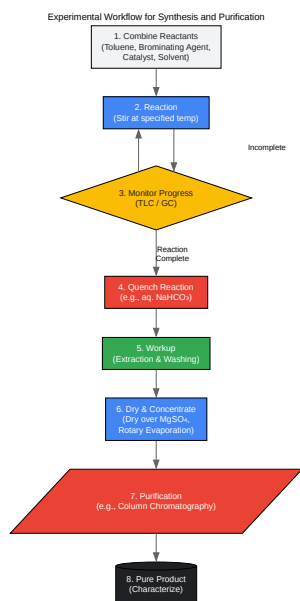 Experimental Workflow for Synthesis and Purification
1. Combine Reactants
(Toluene, Brominating Agent,
Catalyst, Solvent)
2. Reaction
(Stir at specified temp)
Incomplete
3. Monitor Progress
(TLC / GC)
Reaction
Complete
4. Quench Reaction
(e.g., aq. NaHCO₃)
5. Workup
(Extraction & Washing)
6. Dry & Concentrate
(Dry over MgSO₄,
Rotary Evaporation)
7. Purification
(e.g., Column Chromatography)
8. Pure Product
(Characterize)